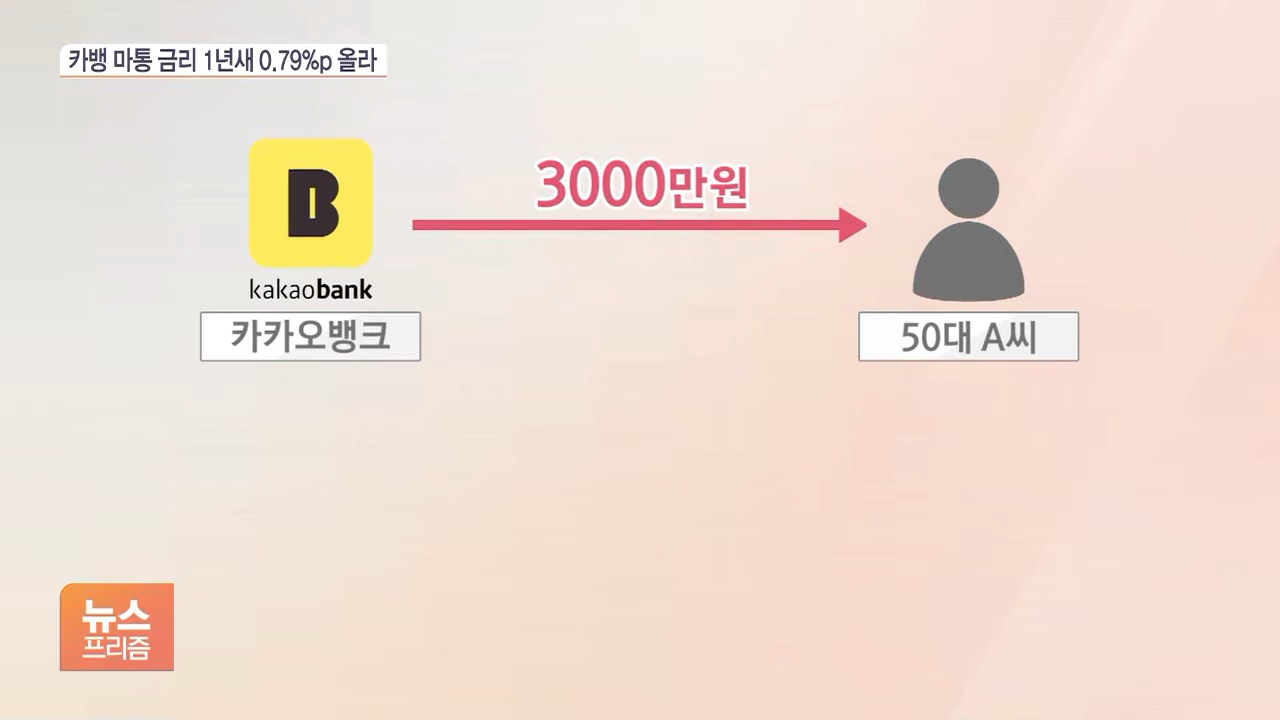 카뱅 마통 금리 1년새 0.79%p 올라
3000만원
B
kakaobank
카카오뱅크
50대 A씨
뉴스
프리즘